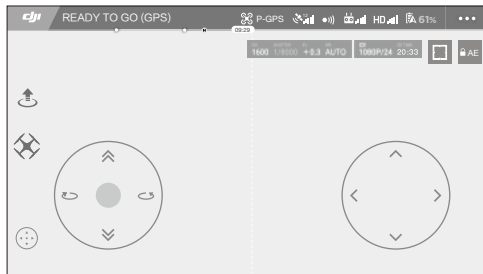 dji READY TO GO (GPS) P-GPS HD 61%
09:29
1600 1/8000 +0.3 AUTO 1080P/24 20:33 AE